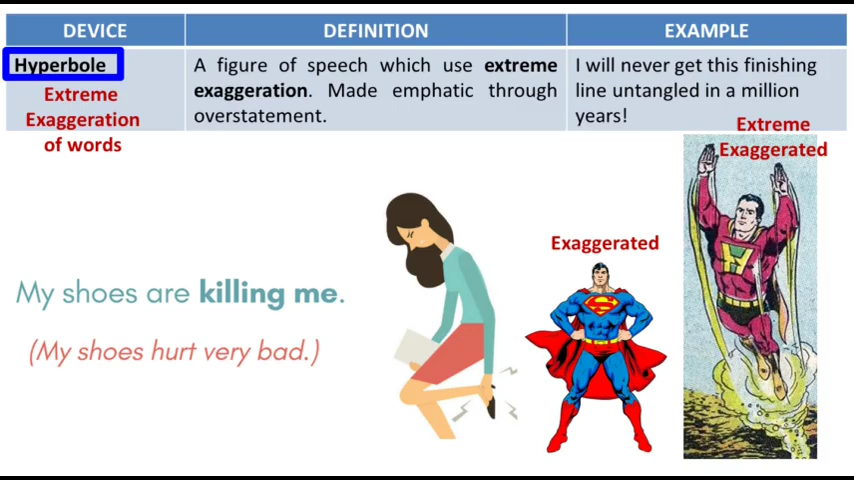 DEVICE DEFINITION EXAMPLE
Hyperbole
Extreme
Exaggeration
of words
A figure of speech which use extreme
exaggeration. Made emphatic through
overstatement.
I will never get this finishing
line untangled in a million
years!
Extreme
Exaggerated
Exaggerated
My shoes are killing me.
(My shoes hurt very bad.)
S
H